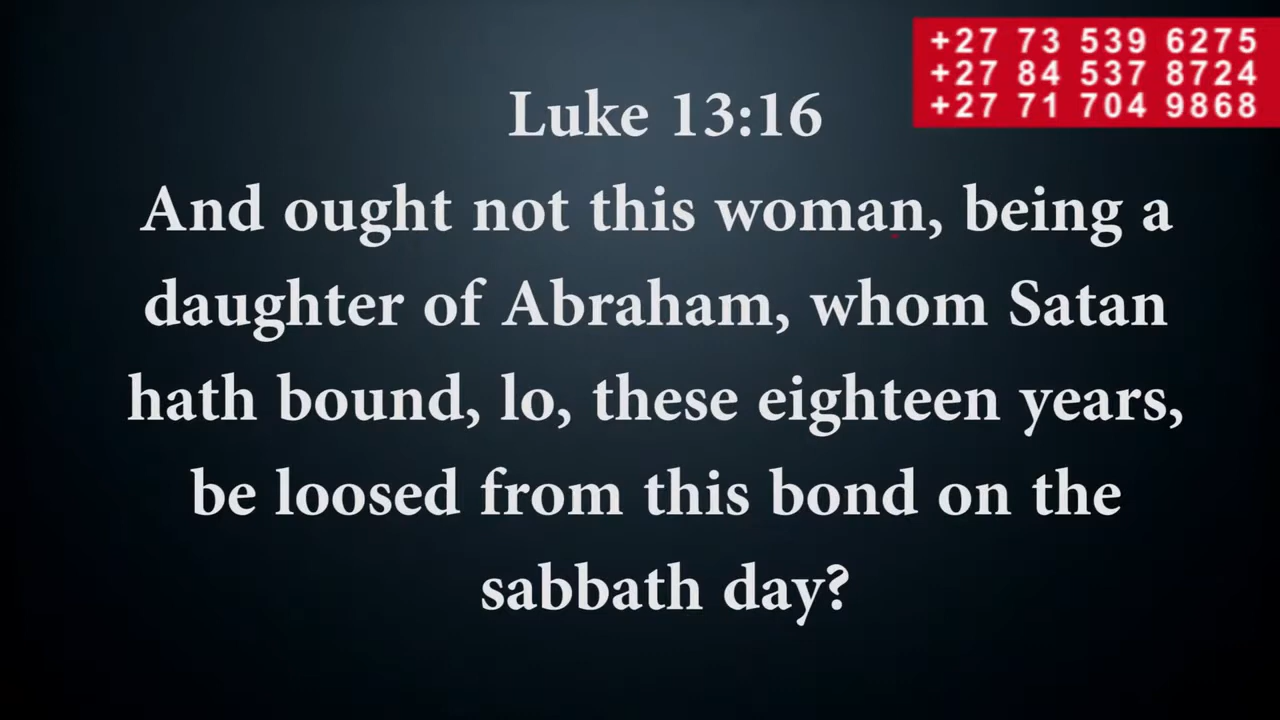 +27 73 539 6275
+27 84 537 8724
+27 71 704 9868
Luke 13:16
And ought not this woman, being a
daughter of Abraham, whom Satan
hath bound, lo, these eighteen years,
be loosed from this bond on the
sabbath day?